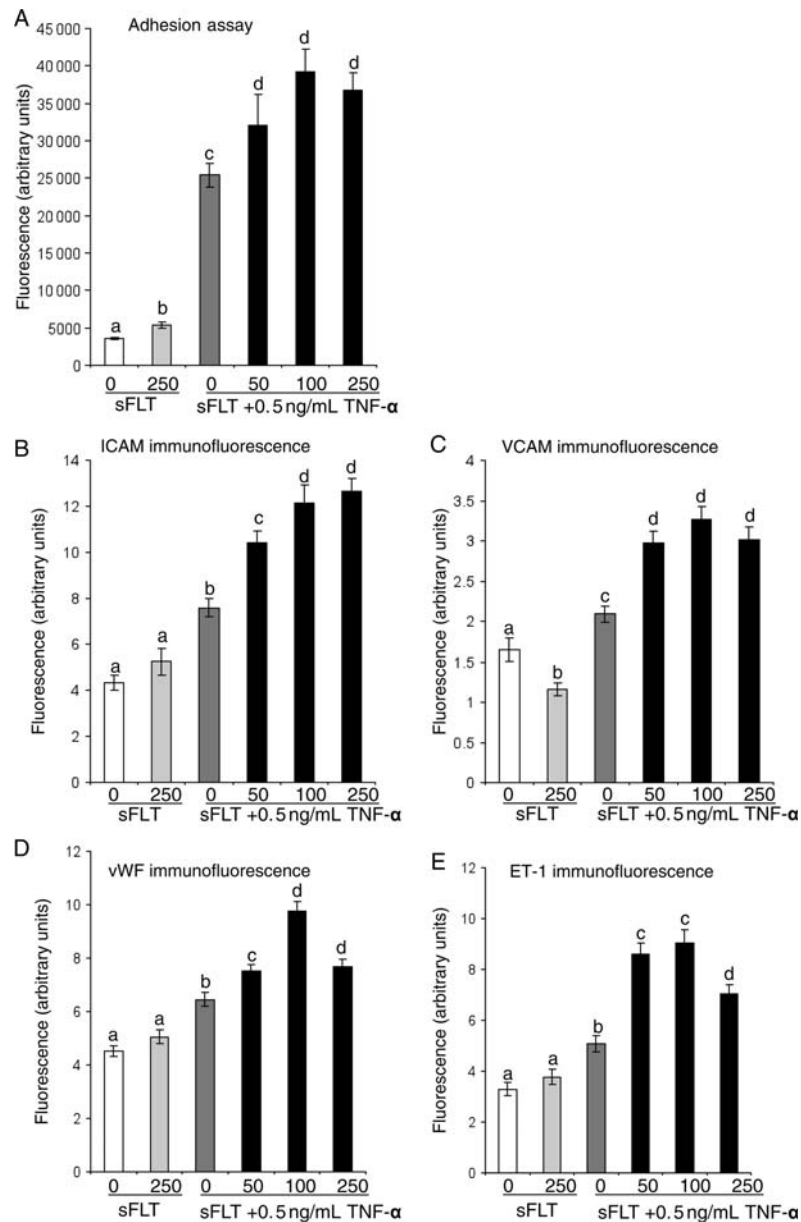 A
Adhesion assay
Fluorescence (arbitrary units)
45 000
40 000
35 000
30 000
25 000
20 000
15 000
10 000
5000
0
a
b
c
d
d
d
0 250 0 50 100 250
sFLT sFLT +0.5 ng/mL TNF-α
B
ICAM immunofluorescence
Fluorescence (arbitrary units)
14
12
10
8
6
4
2
0
a
a
b
c
d
d
0 250 0 50 100 250
sFLT sFLT +0.5 ng/mL TNF-α
C
VCAM immunofluorescence
Fluorescence (arbitrary units)
4
3.5
3
2.5
2
1.5
1
0.5
0
a
b
c
d
d
d
0 250 0 50 100 250
sFLT sFLT +0.5 ng/mL TNF-α
D
vWF immunofluorescence
Fluorescence (arbitrary units)
12
10
8
6
4
2
0
a
a
b
c
d
d
0 250 0 50 100 250
sFLT sFLT +0.5 ng/mL TNF-α
E
ET-1 immunofluorescence
Fluorescence (arbitrary units)
12
10
8
6
4
2
0
a
a
b
c
c
d
0 250 0 50 100 250
sFLT sFLT +0.5 ng/mL TNF-α